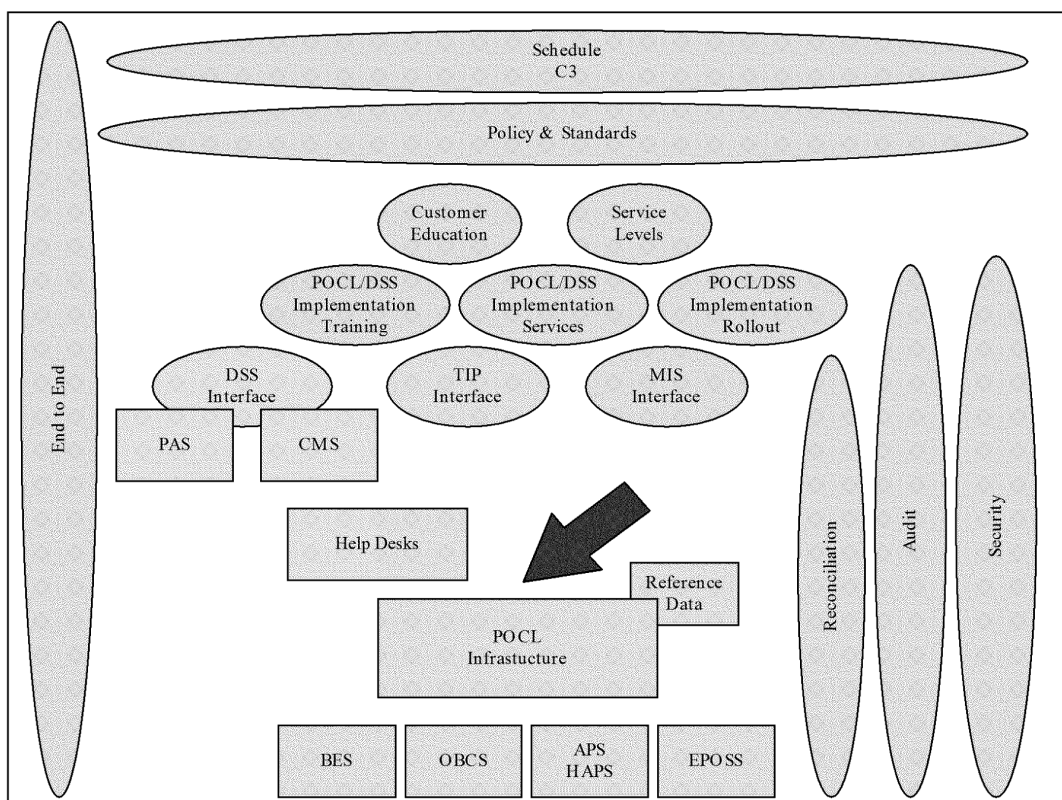 Schedule
C3
Policy & Standards
Customer
Education
Service
Levels
POCL/DSS
Implementation
Training
POCL/DSS
Implementation
Services
POCL/DSS
Implementation
Rollout
DSS
Interface
TIP
Interface
MIS
Interface
PAS
CMS
Help Desks
Reference
Data
POCL
Infrastucture
BES
OBCS
APS
HAPS
EPOSS
End to End
Reconciliation
Audit
Security